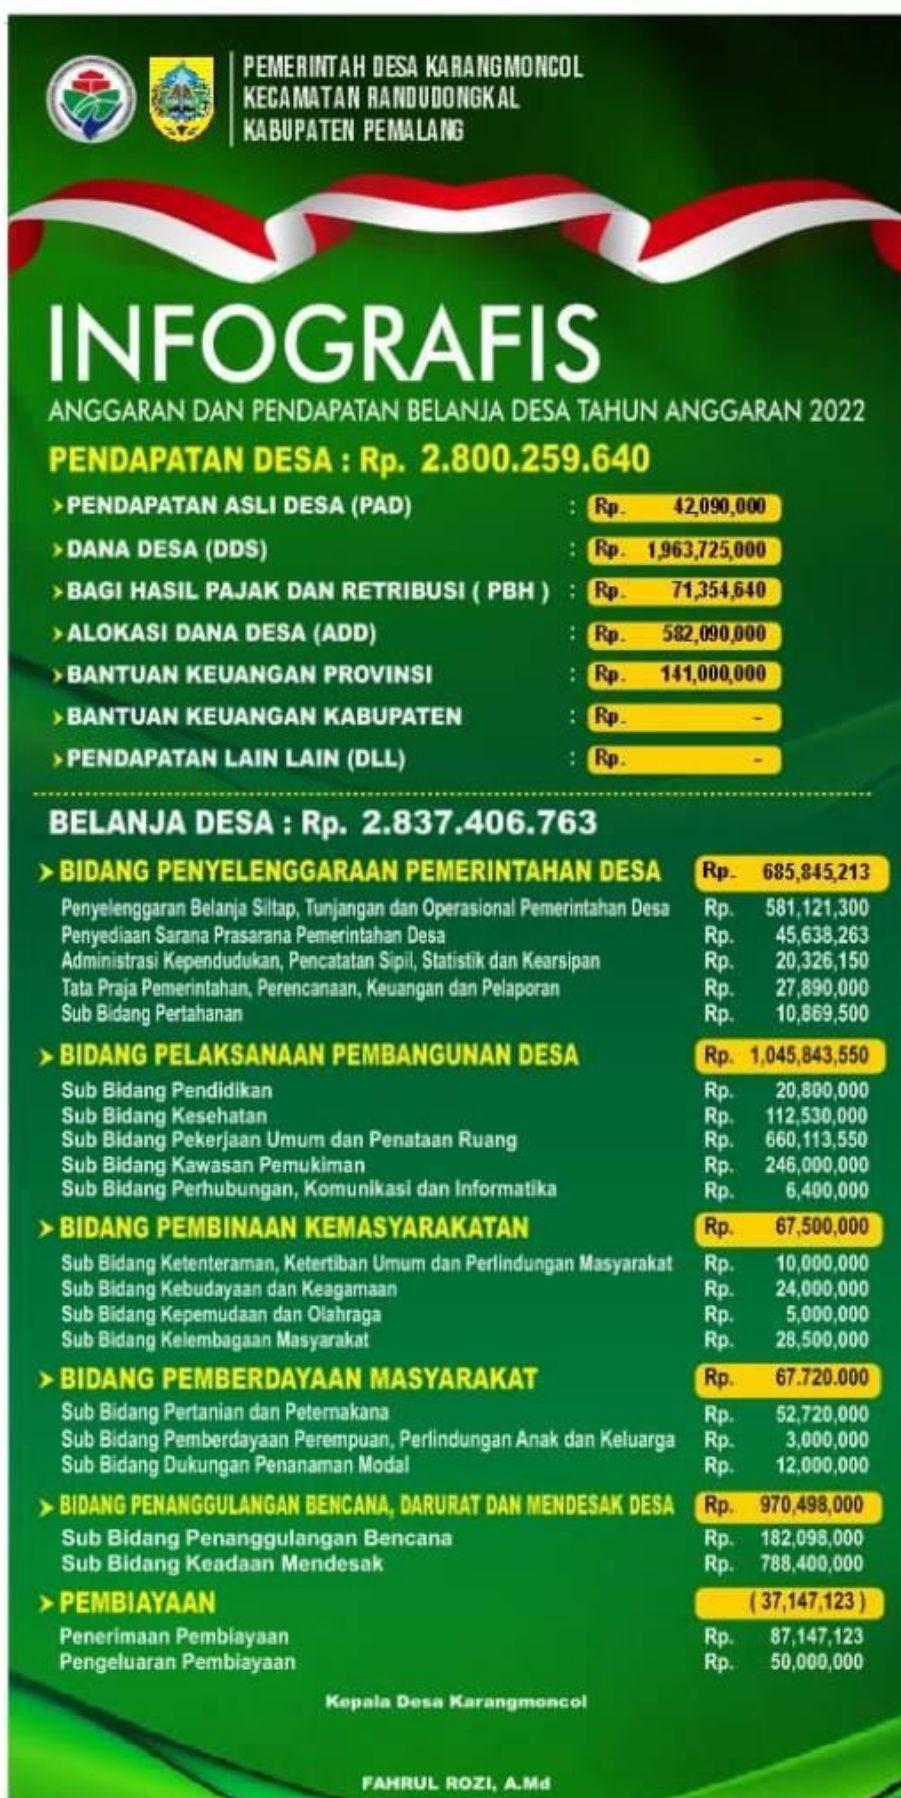 PEMERINTAH DESA KARANGMONCOL
KECAMATAN RANDUDONGKAL
KABUPATEN PEMALANG
INFOGRAFIS
ANGGARAN DAN PENDAPATAN BELANJA DESA TAHUN ANGGARAN 2022
PENDAPATAN DESA : Rp. 2.800.259.640
PENDAPATAN ASLI DESA (PAD) : Rp. 42,090,000
DANA DESA (DDS) : Rp. 1,963,725,000
BAGI HASIL PAJAK DAN RETRIBUSI ( PBH ) : Rp. 71,354,640
ALOKASI DANA DESA (ADD) : Rp. 582,090,000
BANTUAN KEUANGAN PROVINSI : Rp. 141,000,000
BANTUAN KEUANGAN KABUPATEN : Rp. -
PENDAPATAN LAIN LAIN (DLL) : Rp. -
BELANJA DESA : Rp. 2.837.406.763
BIDANG PENYELENGGARAAN PEMERINTAHAN DESA Rp. 685,845,213
Penyelenggaran Belanja Siltap, Tunjangan dan Operasional Pemerintahan Desa Rp. 581,121,300
Penyediaan Sarana Prasarana Pemerintahan Desa Rp. 45,638,263
Administrasi Kependudukan, Pencatatan Sipil, Statistik dan Kearsipan Rp. 20,326,150
Tata Praja Pemerintahan, Perencanaan, Keuangan dan Pelaporan Rp. 27,890,000
Sub Bidang Pertahanan Rp. 10,869,500
BIDANG PELAKSANAAN PEMBANGUNAN DESA Rp. 1,045,843,550
Sub Bidang Pendidikan Rp. 20,800,000
Sub Bidang Kesehatan Rp. 112,530,000
Sub Bidang Pekerjaan Umum dan Penataan Ruang Rp. 660,113,550
Sub Bidang Kawasan Pemukiman Rp. 246,000,000
Sub Bidang Perhubungan, Komunikasi dan Informatika Rp. 6,400,000
BIDANG PEMBINAAN KEMASYARAKATAN Rp. 67,500,000
Sub Bidang Ketenteraman, Ketertiban Umum dan Perlindungan Masyarakat Rp. 10,000,000
Sub Bidang Kebudayaan dan Keagamaan Rp. 24,000,000
Sub Bidang Kepemudaan dan Olahraga Rp. 5,000,000
Sub Bidang Kelembagaan Masyarakat Rp. 28,500,000
BIDANG PEMBERDAYAAN MASYARAKAT Rp. 67.720.000
Sub Bidang Pertanian dan Peternakana Rp. 52,720,000
Sub Bidang Pemberdayaan Perempuan, Perlindungan Anak dan Keluarga Rp. 3,000,000
Sub Bidang Dukungan Penanaman Modal Rp. 12,000,000
BIDANG PENANGGULANGAN BENCANA, DARURAT DAN MENDESAK DESA Rp. 970,498,000
Sub Bidang Penanggulangan Bencana Rp. 182,098,000
Sub Bidang Keadaan Mendesak Rp. 788,400,000
PEMBIAYAAN ( 37,147,123 )
Penerimaan Pembiayaan Rp. 87,147,123
Pengeluaran Pembiayaan Rp. 50,000,000
Kepala Desa Karangmoncol
FAHRUL ROZI, A.Md